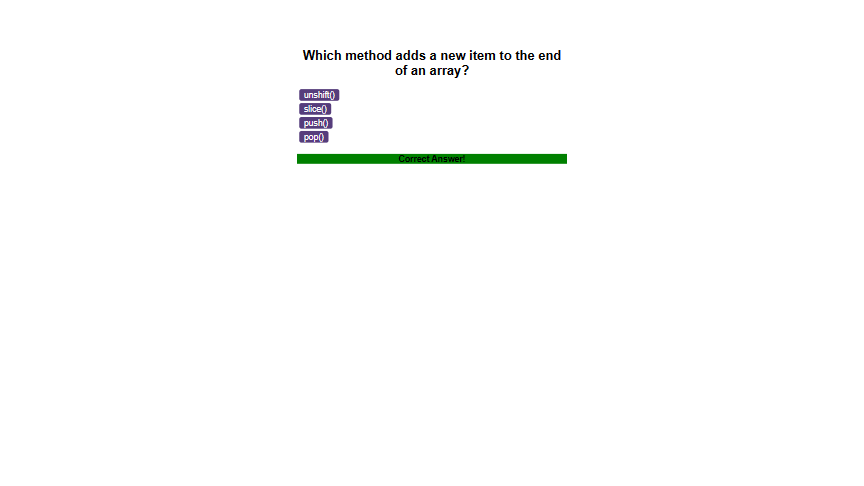 Which method adds a new item to the end
of an array?
unshift()
slice()
push()
pop()
Correct Answer!